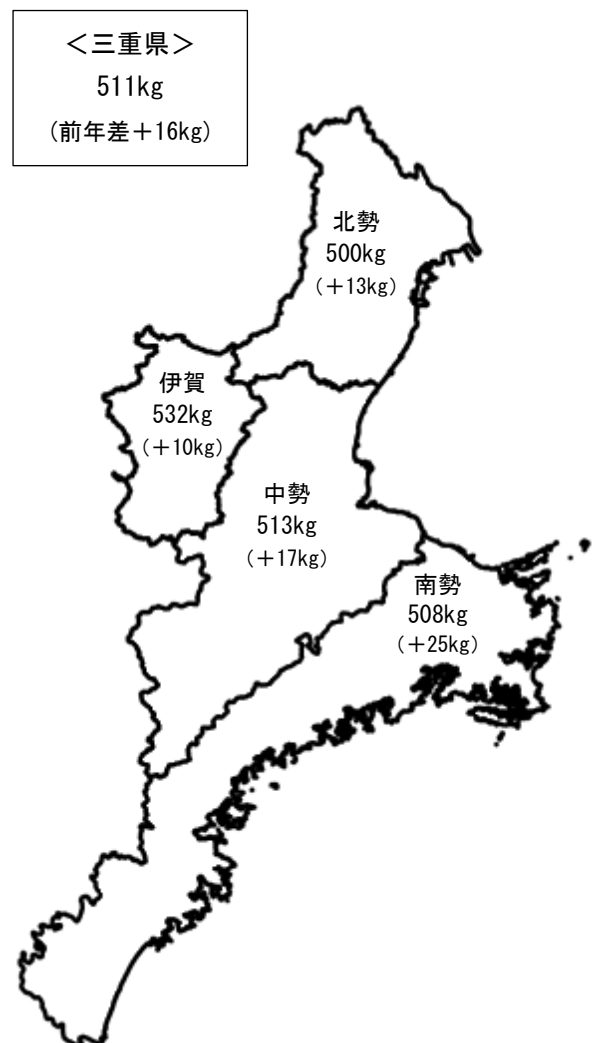 ＜三重県＞
511kg
（前年差＋16kg）
北勢
500kg
（＋13kg）
伊賀
532kg
（＋10kg）
中勢
513kg
（＋17kg）
南勢
508kg
（＋25kg）